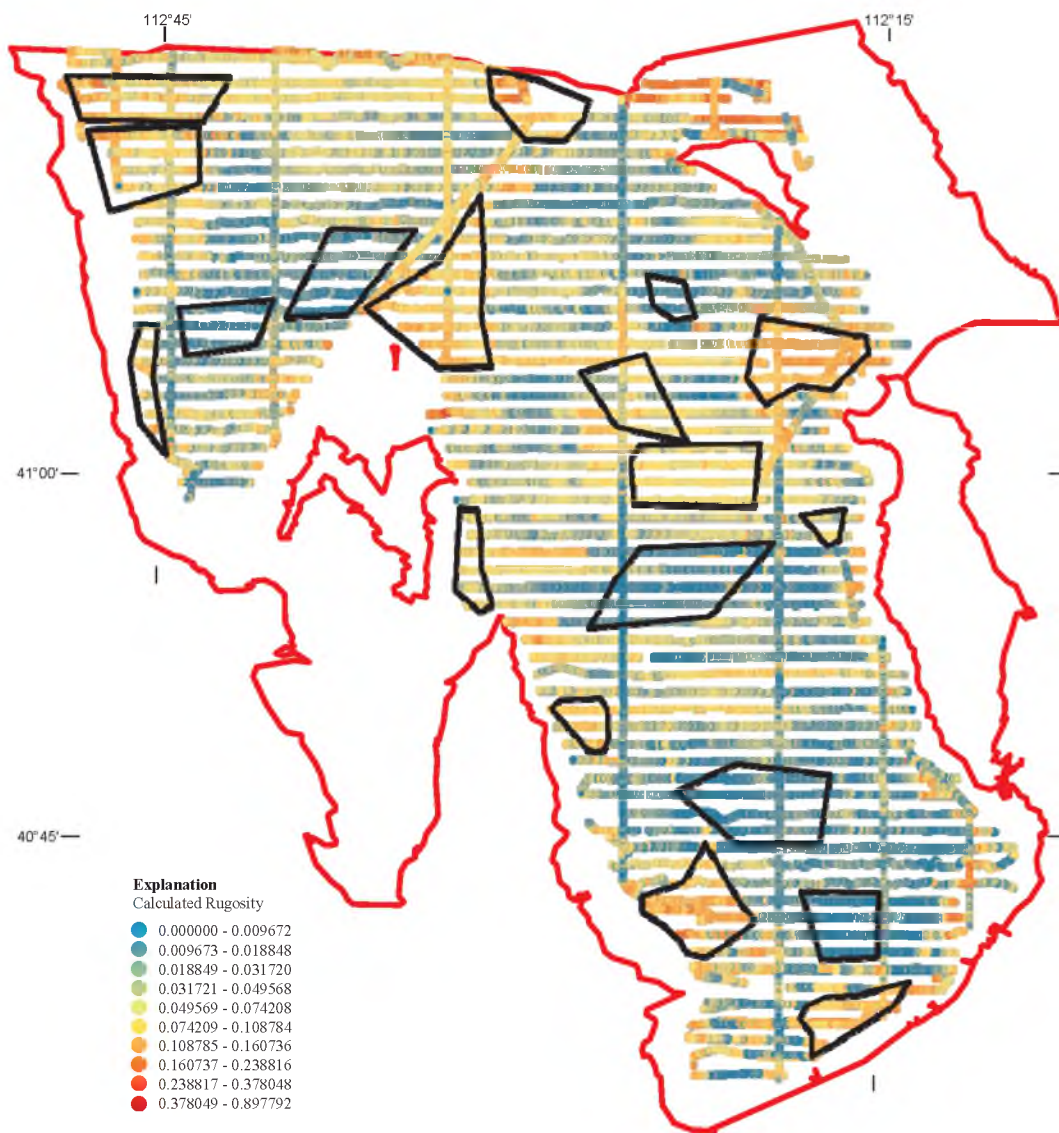 112°45'
112°15'
41°00'
40°45'
Explanation
Calculated Rugosity
0.000000 - 0.009672
0.009673 - 0.018848
0.018849 - 0.031720
0.031721 - 0.049568
0.049569 - 0.074208
0.074209 - 0.108784
0.108785 - 0.160736
0.160737 - 0.238816
0.238817 - 0.378048
0.378049 - 0.897792